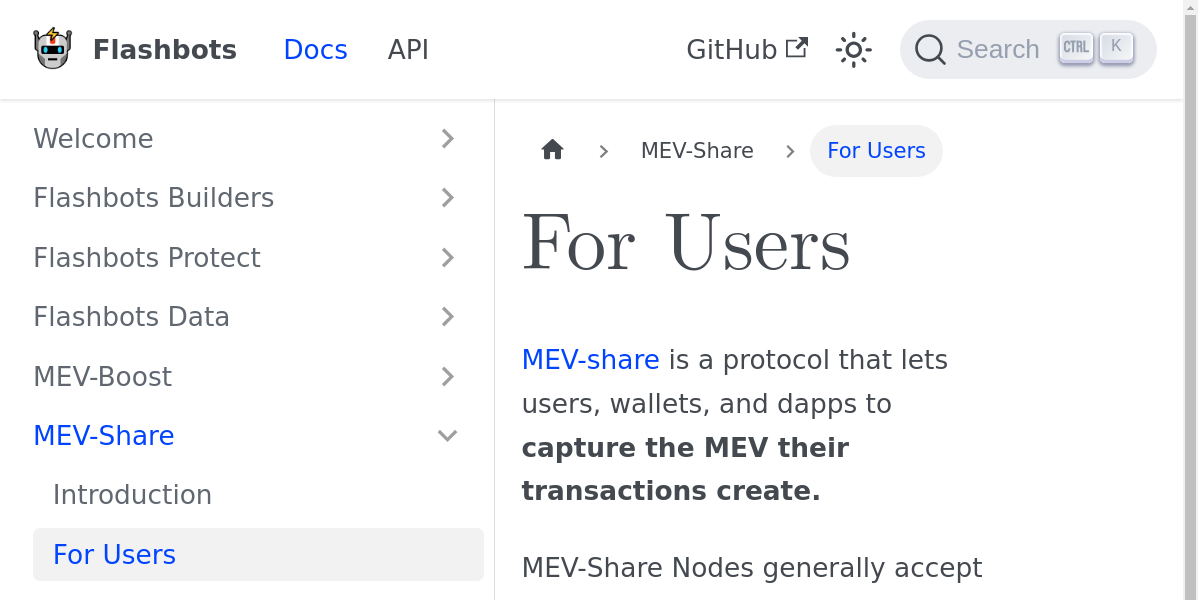 Flashbots Docs API GitHub Search CTRL K
Welcome
Flashbots Builders
Flashbots Protect
Flashbots Data
MEV-Boost
MEV-Share
Introduction
For Users
MEV-Share For Users
For Users
MEV-share is a protocol that lets
users, wallets, and dapps to
capture the MEV their
transactions create.
MEV-Share Nodes generally accept